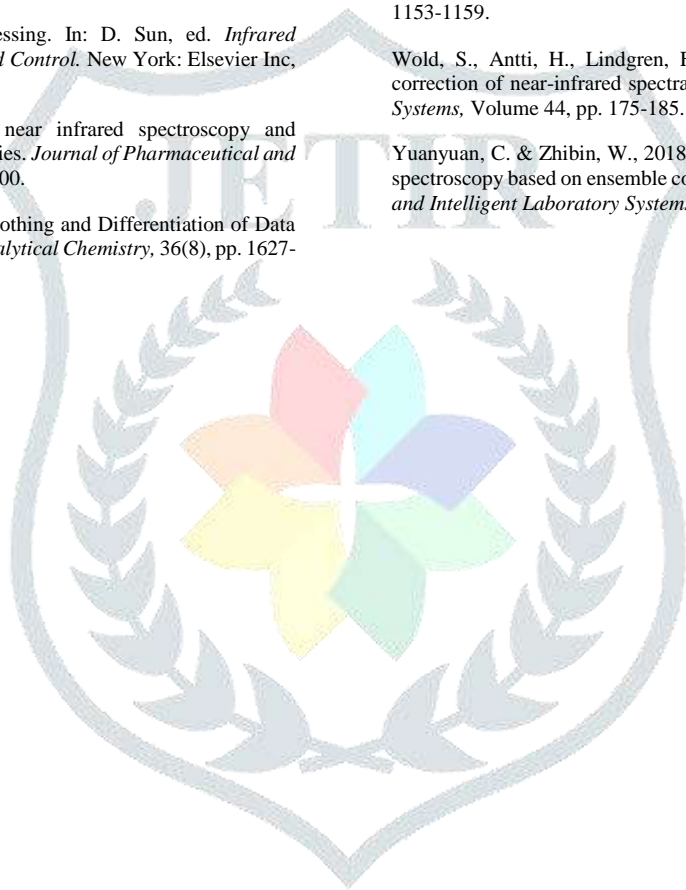 essing. In: D. Sun, ed. Infrared
d Control. New York: Elsevier Inc,
near infrared spectroscopy and
ies. Journal of Pharmaceutical and
00.
othing and Differentiation of Data
alytical Chemistry, 36(8), pp. 1627-
1153-1159.
Wold, S., Antti, H., Lindgren, F
correction of near-infrared spectra
Systems, Volume 44, pp. 175-185.
Yuanyuan, C. & Zhibin, W., 2018
spectroscopy based on ensemble co
and Intelligent Laboratory Systems
JETIR